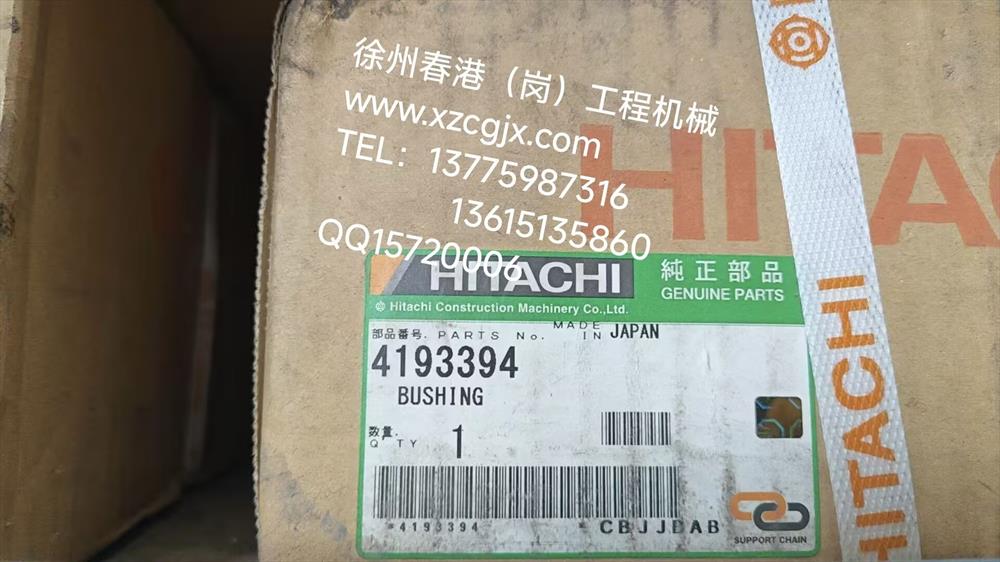 徐州春港（岗）工程机械
www.xzcgjx.com
TEL：13775987316
13615135860
QQ15720006
HITAC
HITACHI
純正部品
GENUINE PARTS
© Hitachi Construction Machinery Co.,Ltd.
部品番号. PARTS No. MADE IN JAPAN
4193394
BUSHING
数量.
Q'TY 1
*4193394 * CBJJDAB
SUPPORT CHAIN
HITACHI
HITACHI